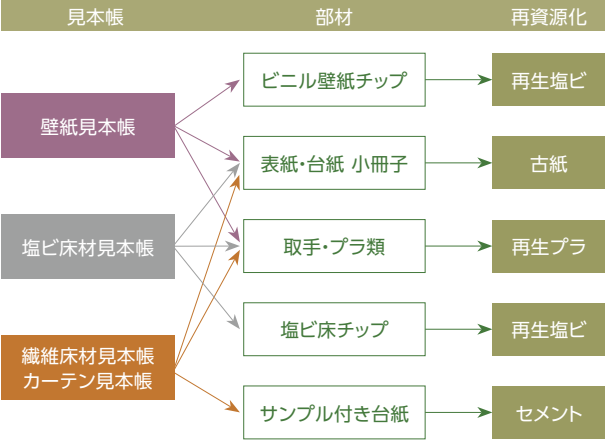 見本帳
部材
再資源化
壁紙見本帳
塩ビ床材見本帳
繊維床材見本帳
カーテン見本帳
ビニル壁紙チップ
表紙・台紙 小冊子
取手・プラ類
塩ビ床チップ
サンプル付き台紙
再生塩ビ
古紙
再生プラ
再生塩ビ
セメント